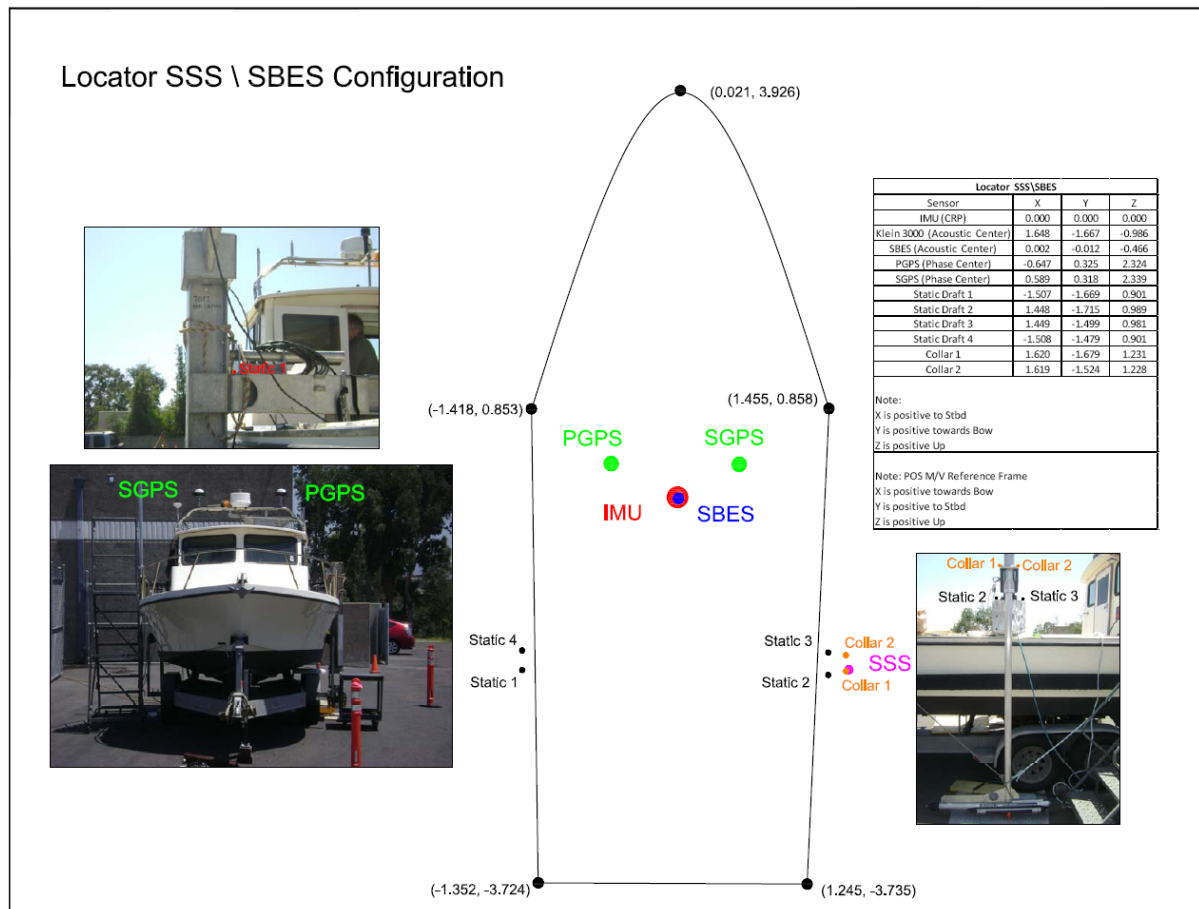 Locator SSS \ SBES Configuration
(0.021, 3.926)
Locator SSS\SBES
Sensor X Y Z
IMU (CRP) 0.000 0.000 0.000
Klein 3000 (Acoustic Center) 1.648 -1.667 -0.986
SBES (Acoustic Center) 0.002 -0.012 -0.466
PGPS (Phase Center) -0.647 0.325 2.324
SGPS (Phase Center) 0.589 0.318 2.339
Static Draft 1 -1.507 -1.669 0.901
Static Draft 2 1.448 -1.715 0.989
Static Draft 3 1.449 -1.499 0.981
Static Draft 4 -1.508 -1.479 0.901
Collar 1 1.620 -1.679 1.231
Collar 2 1.619 -1.524 1.228
Note:
X is positive to Stbd
Y is positive towards Bow
Z is positive Up
Note: POS M/V Reference Frame
X is positive towards Bow
Y is positive to Stbd
Z is positive Up
Static 1
(-1.418, 0.853)
(1.455, 0.858)
PGPS
SGPS
IMU
SBES
SGPS
PGPS
Collar 1
Collar 2
Static 2
Static 3
Static 4
Static 1
Static 3
Static 2
Collar 2
SSS
Collar 1
(-1.352, -3.724)
(1.245, -3.735)